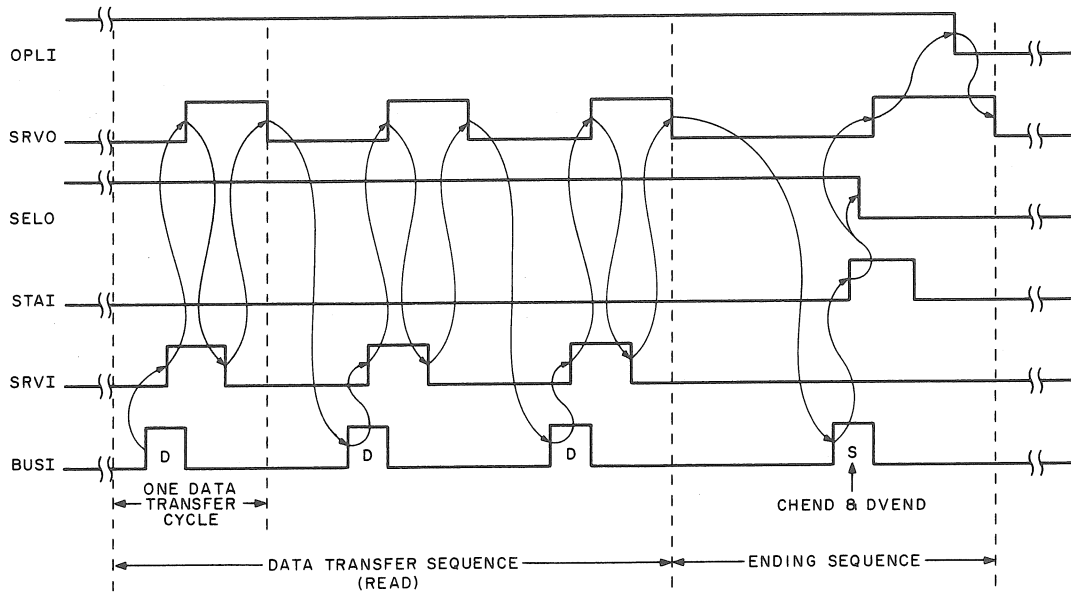 OPLI
SRVO
SELO
STAI
SRVI
BUSI
D
D
D
S
ONE DATA
TRANSFER
CYCLE
CHEND & DVEND
DATA TRANSFER SEQUENCE
(READ)
ENDING SEQUENCE